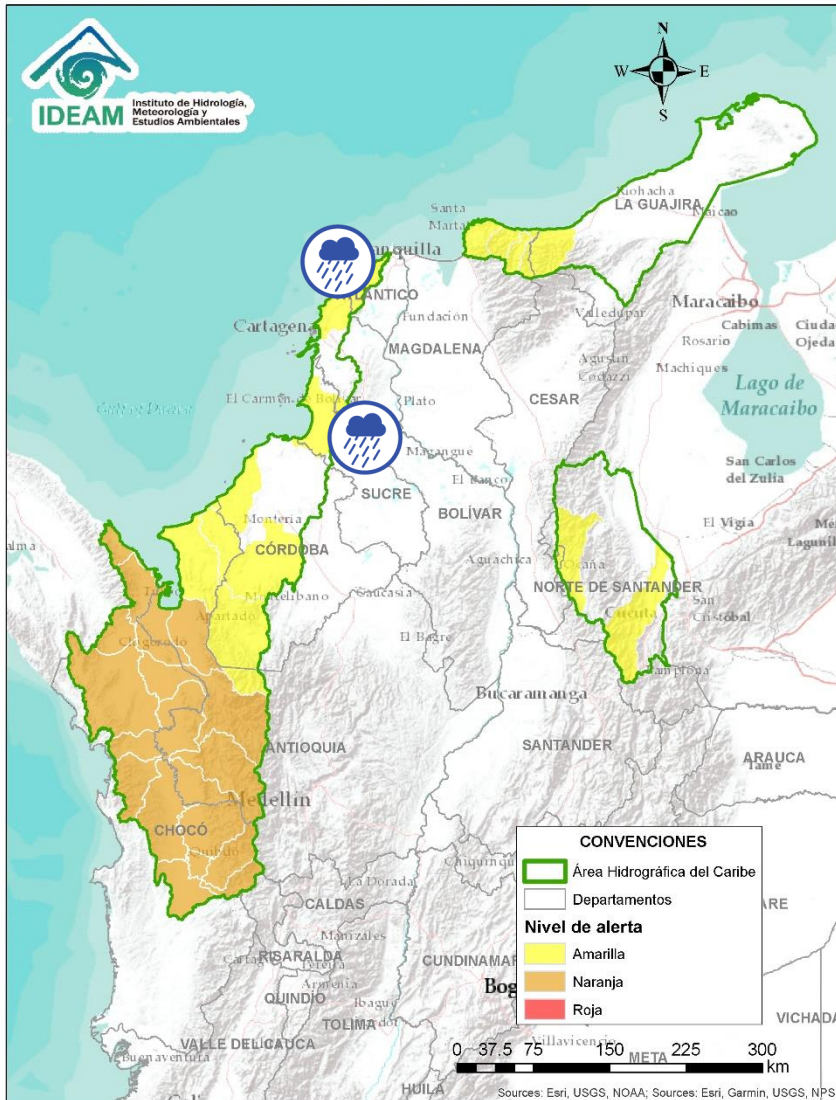 IDEAM
Instituto de Hidrología,
Meteorología y
Estudios Ambientales
N
W
E
S
Riohacha
LA GUAJIRA
Maicao
Santa
Marta
anquilla
ATLÁNTICO
Cartagena
Fundación
Valledupar
Maracaibo
Cabimas
Ciudad
Ojeda
Rosario
Machiques
MAGDALENA
Agustín
Codazzi
CESAR
Lago de
Maracaibo
El Carmen de Bolívar
Plato
Magangué
San Carlos
del Zulia
El Banco
SUCRE
BOLÍVAR
El Vigía
Montería
CÓRDOBA
Aguachica
Ocaña
NORTE DE SANTANDER
Montelibano
Caucasia
Apartadó
Cúcuta
San
Cristóbal
El Bagre
Chigorodó
Pamplona
Bucaramanga
ANTIOQUIA
SANTANDER
ARAUCA
Tame
Medellín
CHOCÓ
Quibdó
La Dorada
CALDAS
Manizales
RISARALDA
Pereira
Armenia
QUINDÍO
Ibagué
TOLIMA
CUNDINAMAR
Bog
VALLE DEL CAUCA
Buenaventura
HUILA
Villavicencio
META
VICHADA
CONVENCIONES
Área Hidrográfica del Caribe
Departamentos
Nivel de alerta
Amarilla
Naranja
Roja
0 37.5 75 150 225 300
km
Sources: Esri, USGS, NOAA; Sources: Esri, Garmin, USGS, NPS